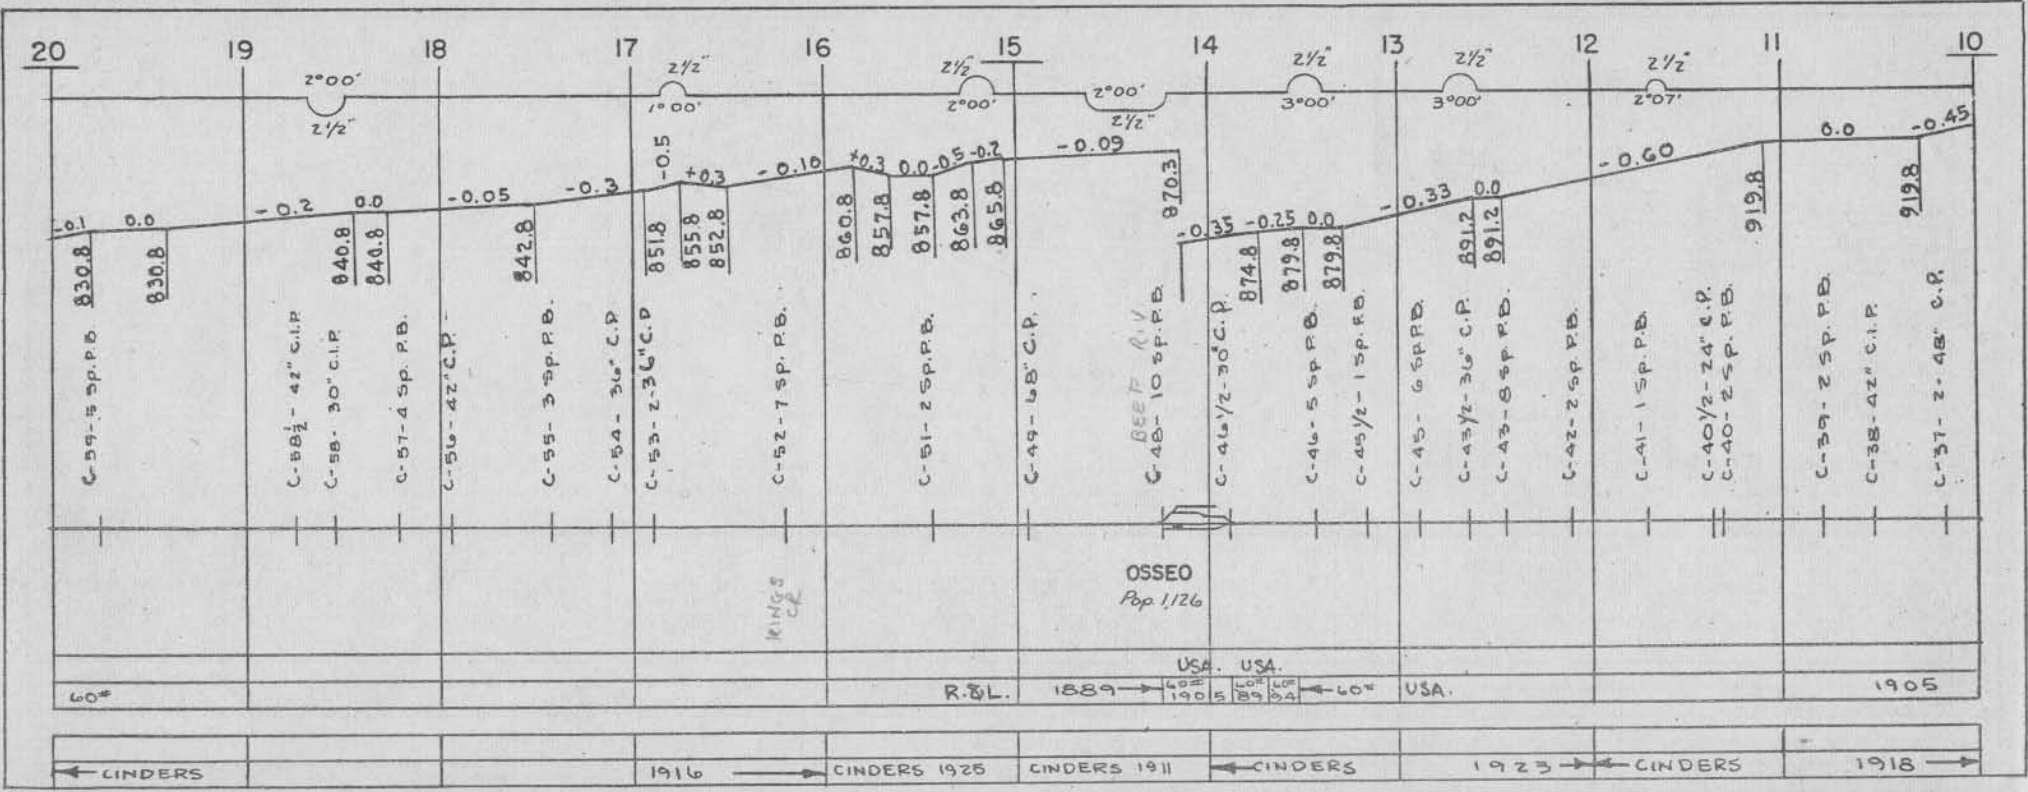 20 19 18 17 16 15 14 13 12 11 10
2°00' 2½" 2½" 2½" 2½" 2½"
2½" 1°00' 2°00' 2°00' 3°00' 3°00' 2°07'
2½"
-0.1 0.0 -0.2 0.0 -0.05 -0.3 -0.5 +0.3 -0.10 +0.3 0.0 -0.5 -0.2 -0.09 -0.35 -0.25 0.0 -0.33 0.0 -0.60 0.0 -0.45
830.8 830.8 840.8 840.8 842.8 851.8 855.8 852.8 860.8 857.8 857.8 863.8 865.8 870.3 874.8 879.8 879.8 891.2 891.2 919.8 919.8
C-59-5 Sp. P.B.
C-58½-42" C.I.P.
C-58-30" C.I.P.
C-57-4 Sp. P.B.
C-56-42" C.P.
C-55-3 Sp. P.B.
C-54-36" C.P.
C-53-2-36" C.P
C-52-7 Sp. P.B.
C-51-2 Sp. P.B.
C-49-48" C.P.
BEEF RIV
C-48-10 Sp. P.B.
C-46½-30" C.P.
C-46-5 Sp P.B.
C-45½-1 Sp. P.B.
C-45-6 Sp P.B.
C-43½-36" C.P.
C-43-8 Sp P.B.
C-42-2 Sp. P.B.
C-41-1 Sp. P.B.
C-40½-24" C.P.
C-40-2 Sp. P.B.
C-39-2 Sp. P.B.
C-38-42" C.I.P.
C-37-2-48" C.P.
OSSEO
Pop. 1,126
KINGS
CR
USA. USA.
60# R.&L. 1889 60# 1905 60# 89 60# 94 60# USA. 1905
CINDERS 1916 CINDERS 1925 CINDERS 1911 CINDERS 1923 CINDERS 1918